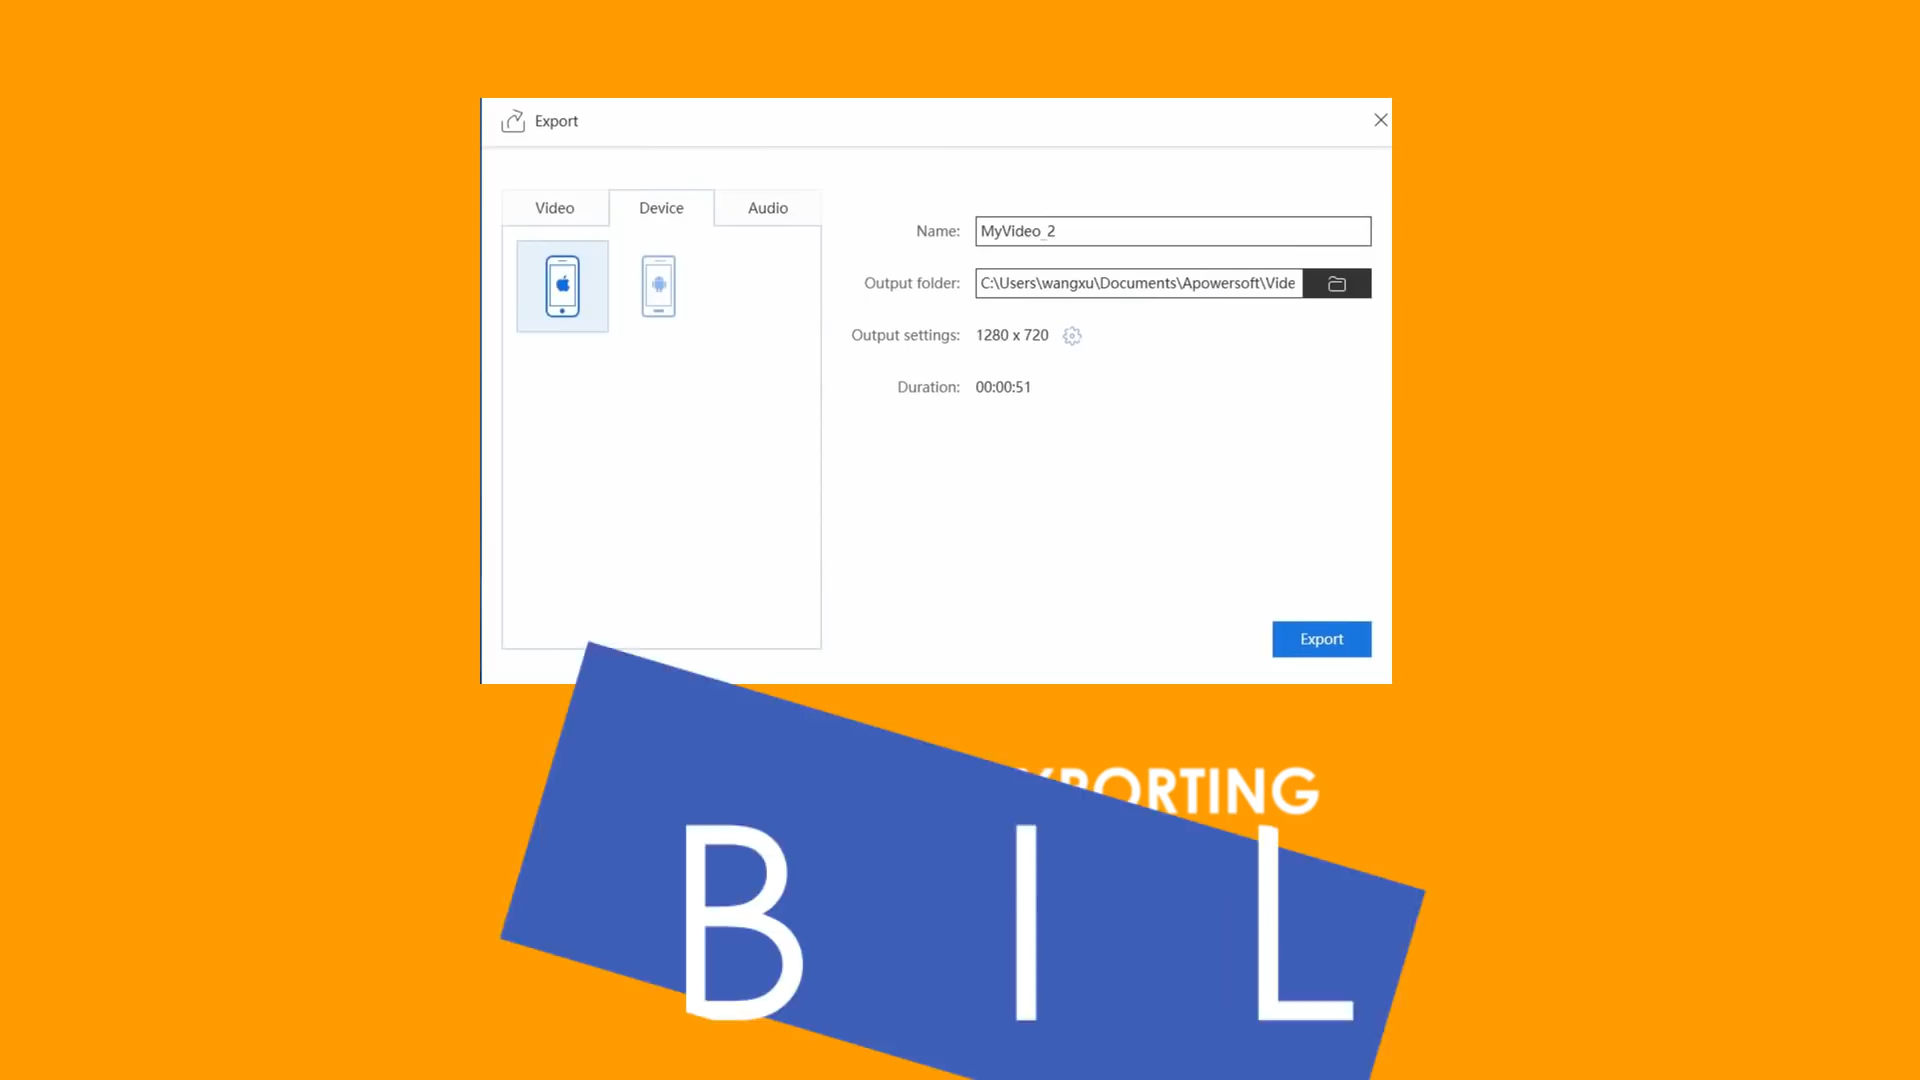 Export
Video Device Audio
Name: MyVideo_2
Output folder: C:\Users\wangxu\Documents\Apowersoft\Vide
Output settings: 1280 x 720
Duration: 00:00:51
Export
B I L